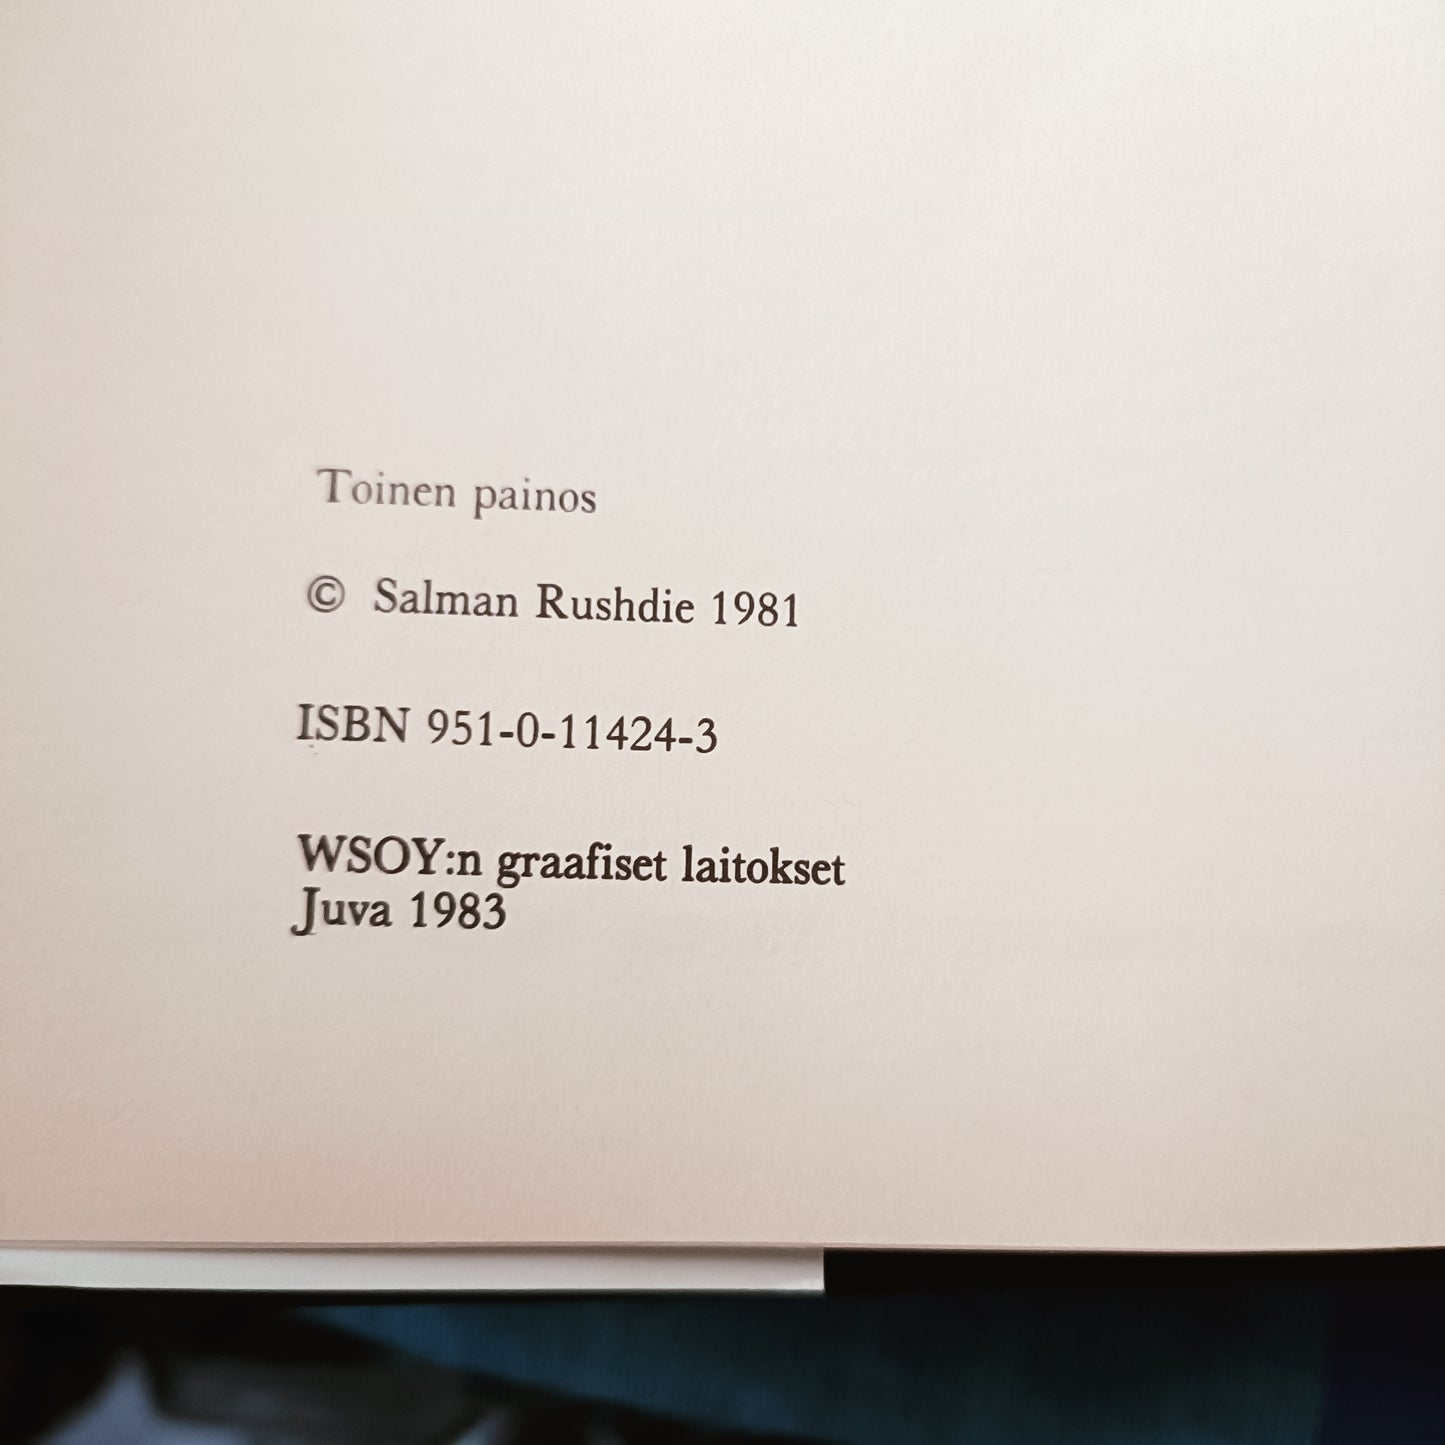 Toinen painos
© Salman Rushdie 1981
ISBN 951-0-11424-3
WSOY:n graafiset laitokset
Juva 1983